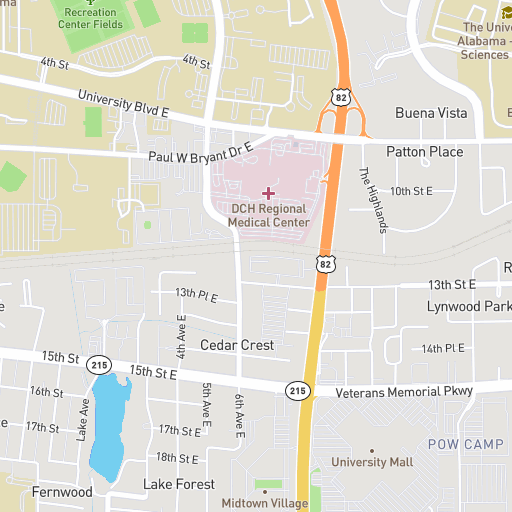 Recreation
Center Fields
ma
4th St
4th St
University Blvd E
82
The Unive
Alabama -
Sciences
Buena Vista
Paul W Bryant Dr E
Patton Place
The Highlands
10th St E
DCH Regional
Medical Center
82
13th St E
13th Pl E
Lynwood Park
R
e
4th Ave E
Cedar Crest
14th Pl E
15th St
215
15th St E
215
Veterans Memorial Pkwy
16th St
5th Ave E
6th Ave E
Lake Ave
17th St
17th St E
POW CAMP
18th St E
University Mall
Fernwood
Lake Forest
Midtown Village